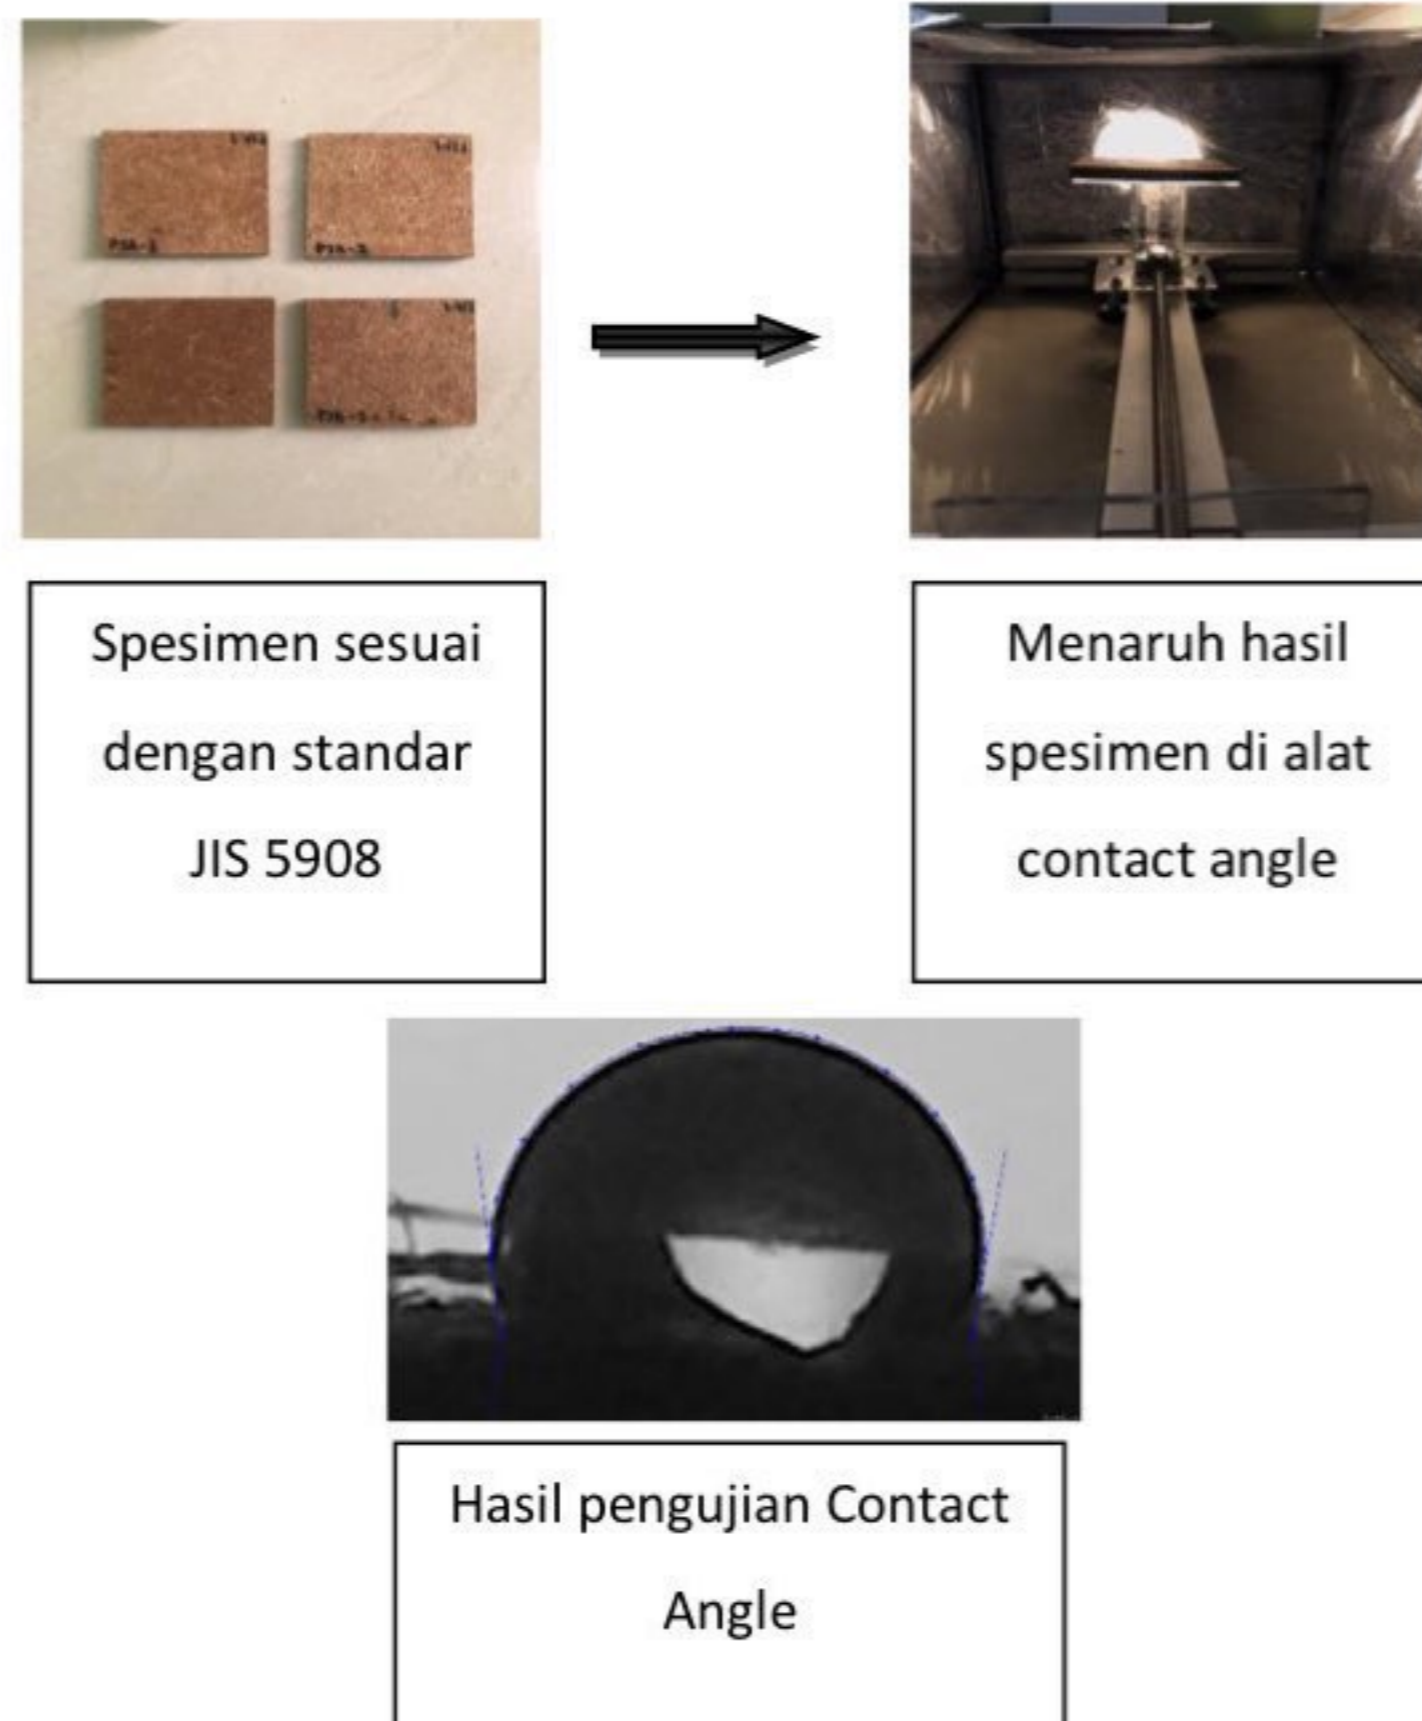 Spesimen sesuai
dengan standar
JIS 5908
Menaruh hasil
spesimen di alat
contact angle
Hasil pengujian Contact
Angle